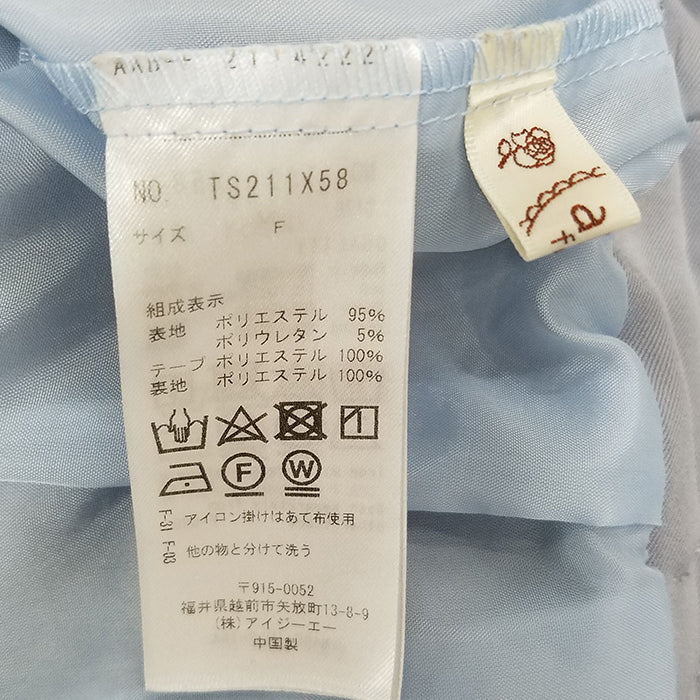 NO. TS211X58
サイズ F
組成表示
表地 ポリエステル 95%
ポリウレタン 5%
テープ ポリエステル 100%
裏地 ポリエステル 100%
F
W
F-31 アイロン掛けはあて布使用
F-03 他の物と分けて洗う
〒915-0052
福井県越前市矢放町13-8-9
(株)アイジーエー
中国製